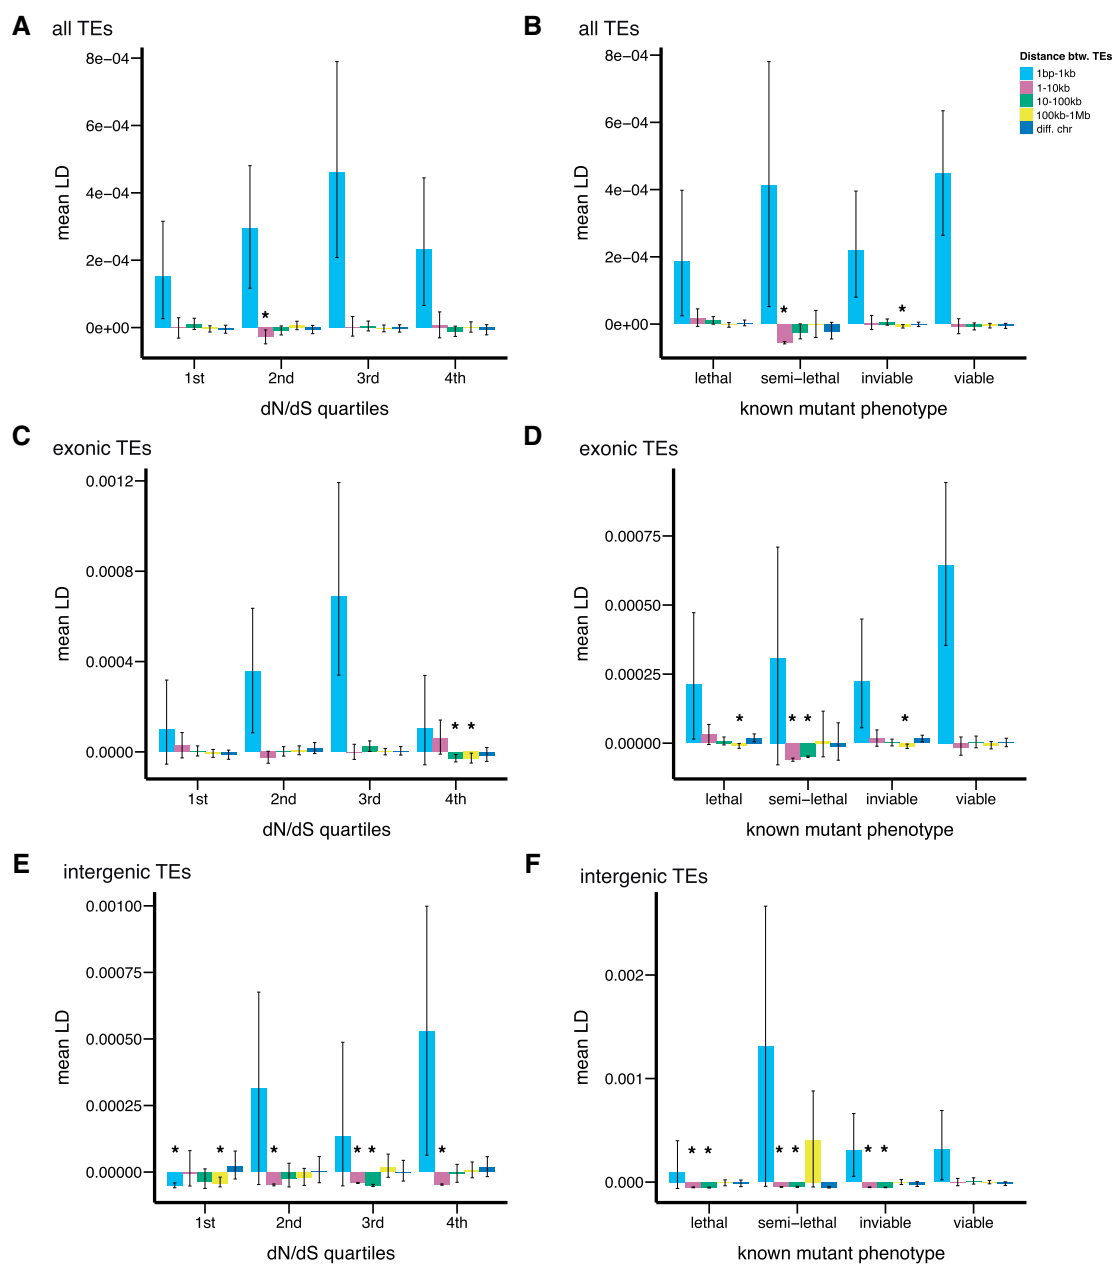 A all TEs
8e−04
6e−04
4e−04
2e−04
0e+00
mean LD
*
1st 2nd 3rd 4th
dN/dS quartiles
B all TEs
8e−04
6e−04
4e−04
2e−04
0e+00
mean LD
* *
lethal semi−lethal inviable viable
known mutant phenotype
Distance btw. TEs
1bp-1kb
1-10kb
10-100kb
100kb-1Mb
diff. chr
C exonic TEs
0.0012
0.0008
0.0004
0.0000
mean LD
* *
1st 2nd 3rd 4th
dN/dS quartiles
D exonic TEs
0.00075
0.00050
0.00025
0.00000
mean LD
* * * *
lethal semi−lethal inviable viable
known mutant phenotype
E intergenic TEs
0.00100
0.00075
0.00050
0.00025
0.00000
mean LD
* * * * * *
1st 2nd 3rd 4th
dN/dS quartiles
F intergenic TEs
0.002
0.001
0.000
mean LD
* * * * * *
lethal semi−lethal inviable viable
known mutant phenotype